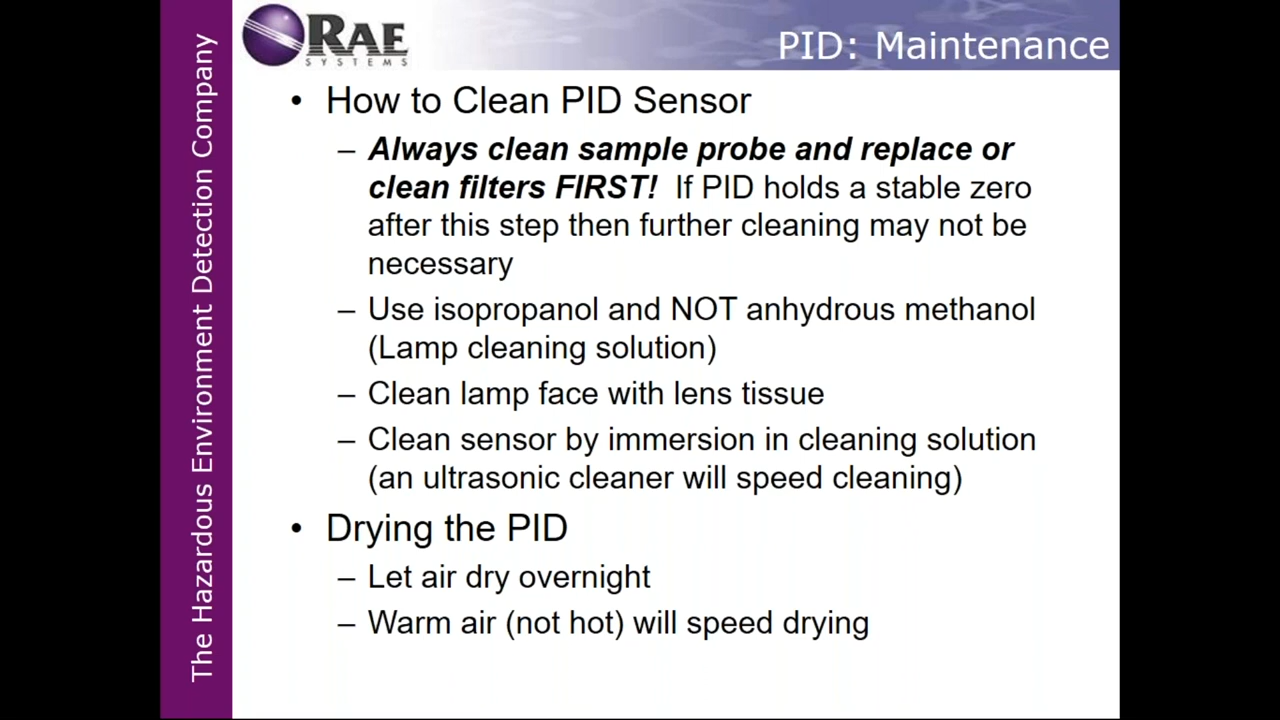 The Hazardous Environment Detection Company
RAE
SYSTEMS
PID: Maintenance
• How to Clean PID Sensor
– Always clean sample probe and replace or
clean filters FIRST! If PID holds a stable zero
after this step then further cleaning may not be
necessary
– Use isopropanol and NOT anhydrous methanol
(Lamp cleaning solution)
– Clean lamp face with lens tissue
– Clean sensor by immersion in cleaning solution
(an ultrasonic cleaner will speed cleaning)
• Drying the PID
– Let air dry overnight
– Warm air (not hot) will speed drying